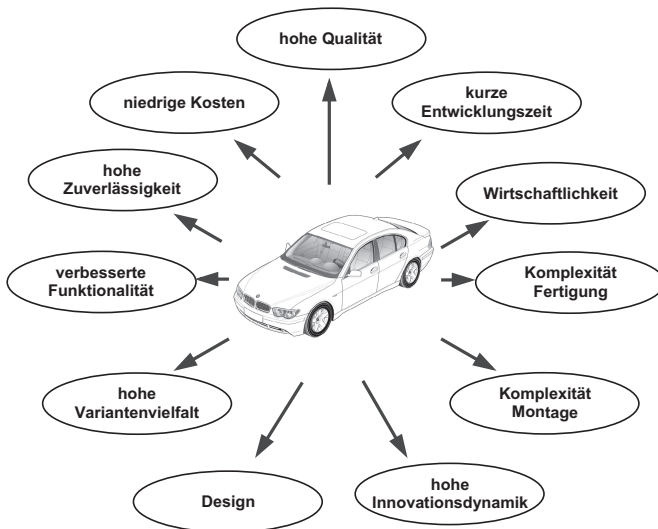 hohe Qualität
niedrige Kosten
kurze
Entwicklungszeit
hohe
Zuverlässigkeit
Wirtschaftlichkeit
verbesserte
Funktionalität
Komplexität
Fertigung
hohe
Variantenvielfalt
Komplexität
Montage
Design
hohe
Innovationsdynamik